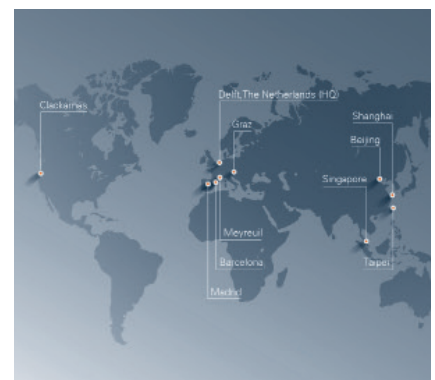 Delft, The Netherlands (HQ)
Clackamas
Shanghai
Graz
Beijing
Singapore
Meyreuil
Barcelona
Taipei
Madrid